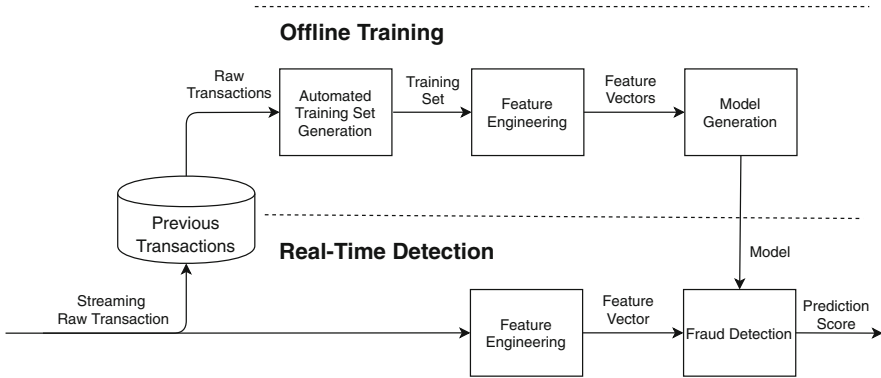 Offline Training
Raw
Transactions
Automated
Training Set
Generation
Training
Set
Feature
Engineering
Feature
Vectors
Model
Generation
Previous
Transactions
Real-Time Detection
Model
Streaming
Raw Transaction
Feature
Engineering
Feature
Vector
Fraud Detection
Prediction
Score